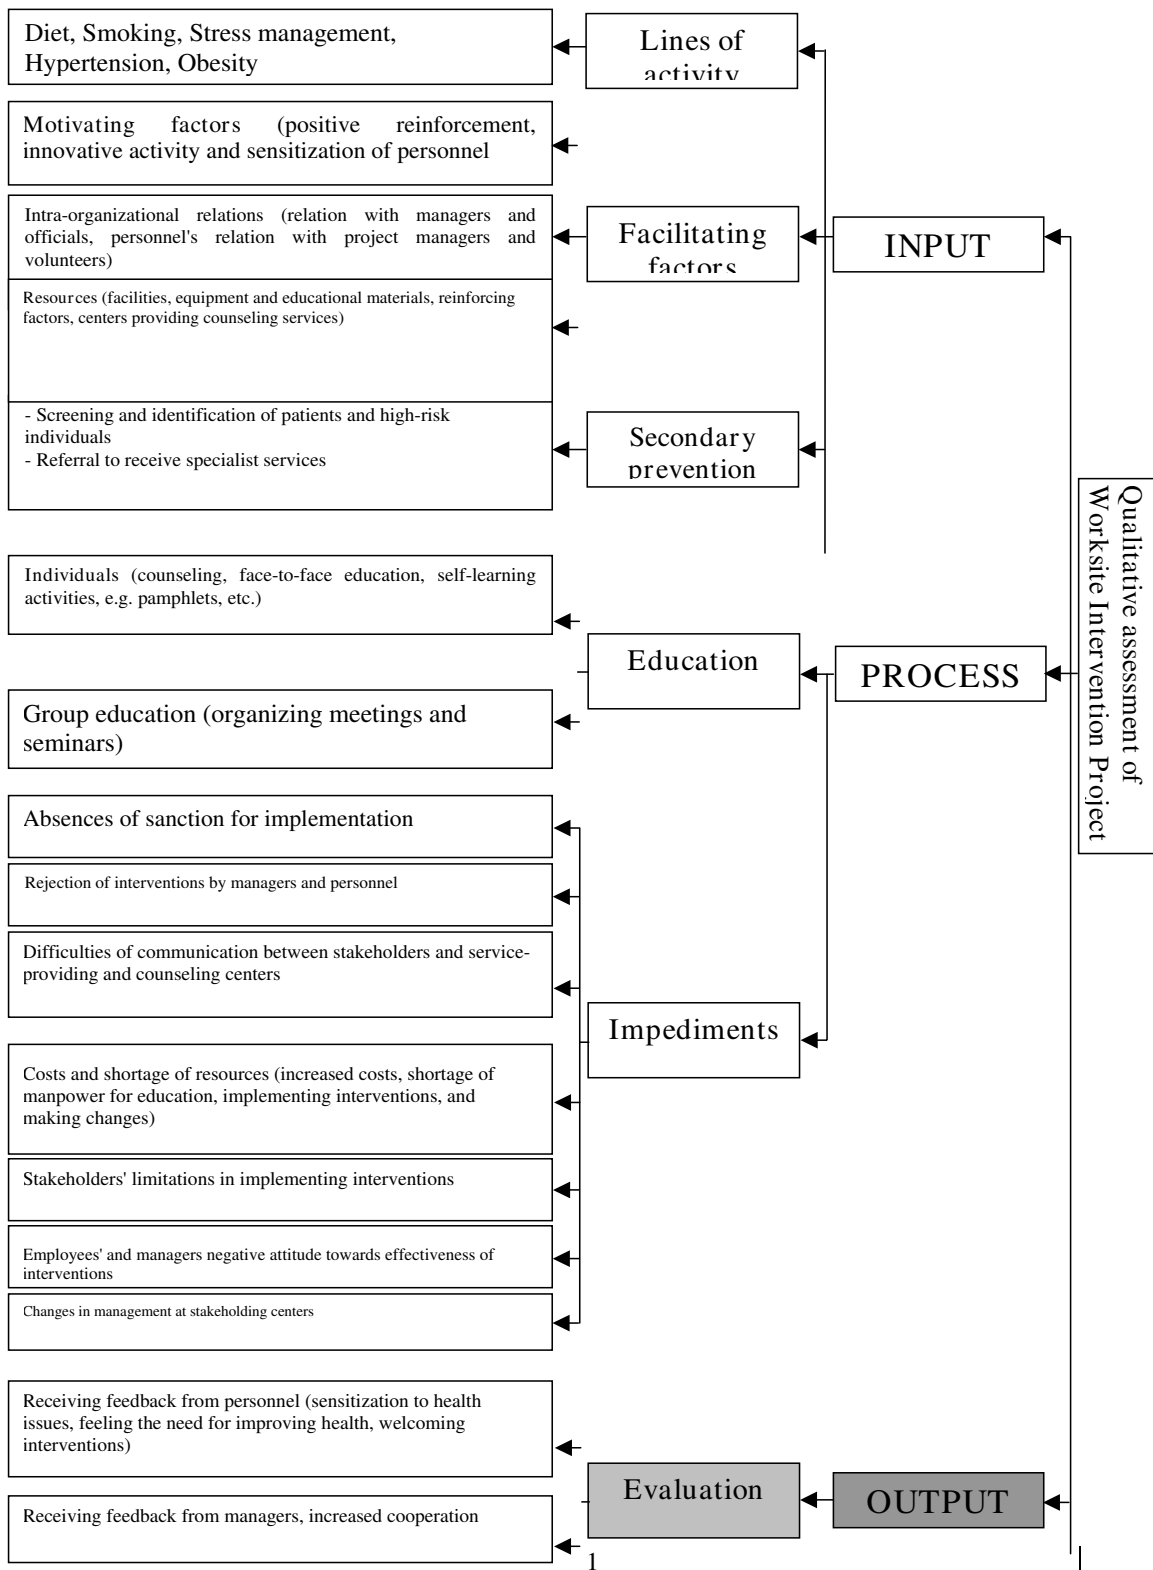 Diet, Smoking, Stress management,
Hypertension, Obesity
Lines of
activity
Motivating factors (positive reinforcement,
innovative activity and sensitization of personnel
Intra-organizational relations (relation with managers and
officials, personnel's relation with project managers and
volunteers)
Facilitating
factors
INPUT
Resources (facilities, equipment and educational materials, reinforcing
factors, centers providing counseling services)
- Screening and identification of patients and high-risk
individuals
- Referral to receive specialist services
Secondary
prevention
Qualitative assessment of
Worksite Intervention Project
Individuals (counseling, face-to-face education, self-learning
activities, e.g. pamphlets, etc.)
Education
PROCESS
Group education (organizing meetings and
seminars)
Absences of sanction for implementation
Rejection of interventions by managers and personnel
Difficulties of communication between stakeholders and service-
providing and counseling centers
Impediments
Costs and shortage of resources (increased costs, shortage of
manpower for education, implementing interventions, and
making changes)
Stakeholders' limitations in implementing interventions
Employees' and managers negative attitude towards effectiveness of
interventions
Changes in management at stakeholding centers
Receiving feedback from personnel (sensitization to health
issues, feeling the need for improving health, welcoming
interventions)
Evaluation
OUTPUT
Receiving feedback from managers, increased cooperation
1